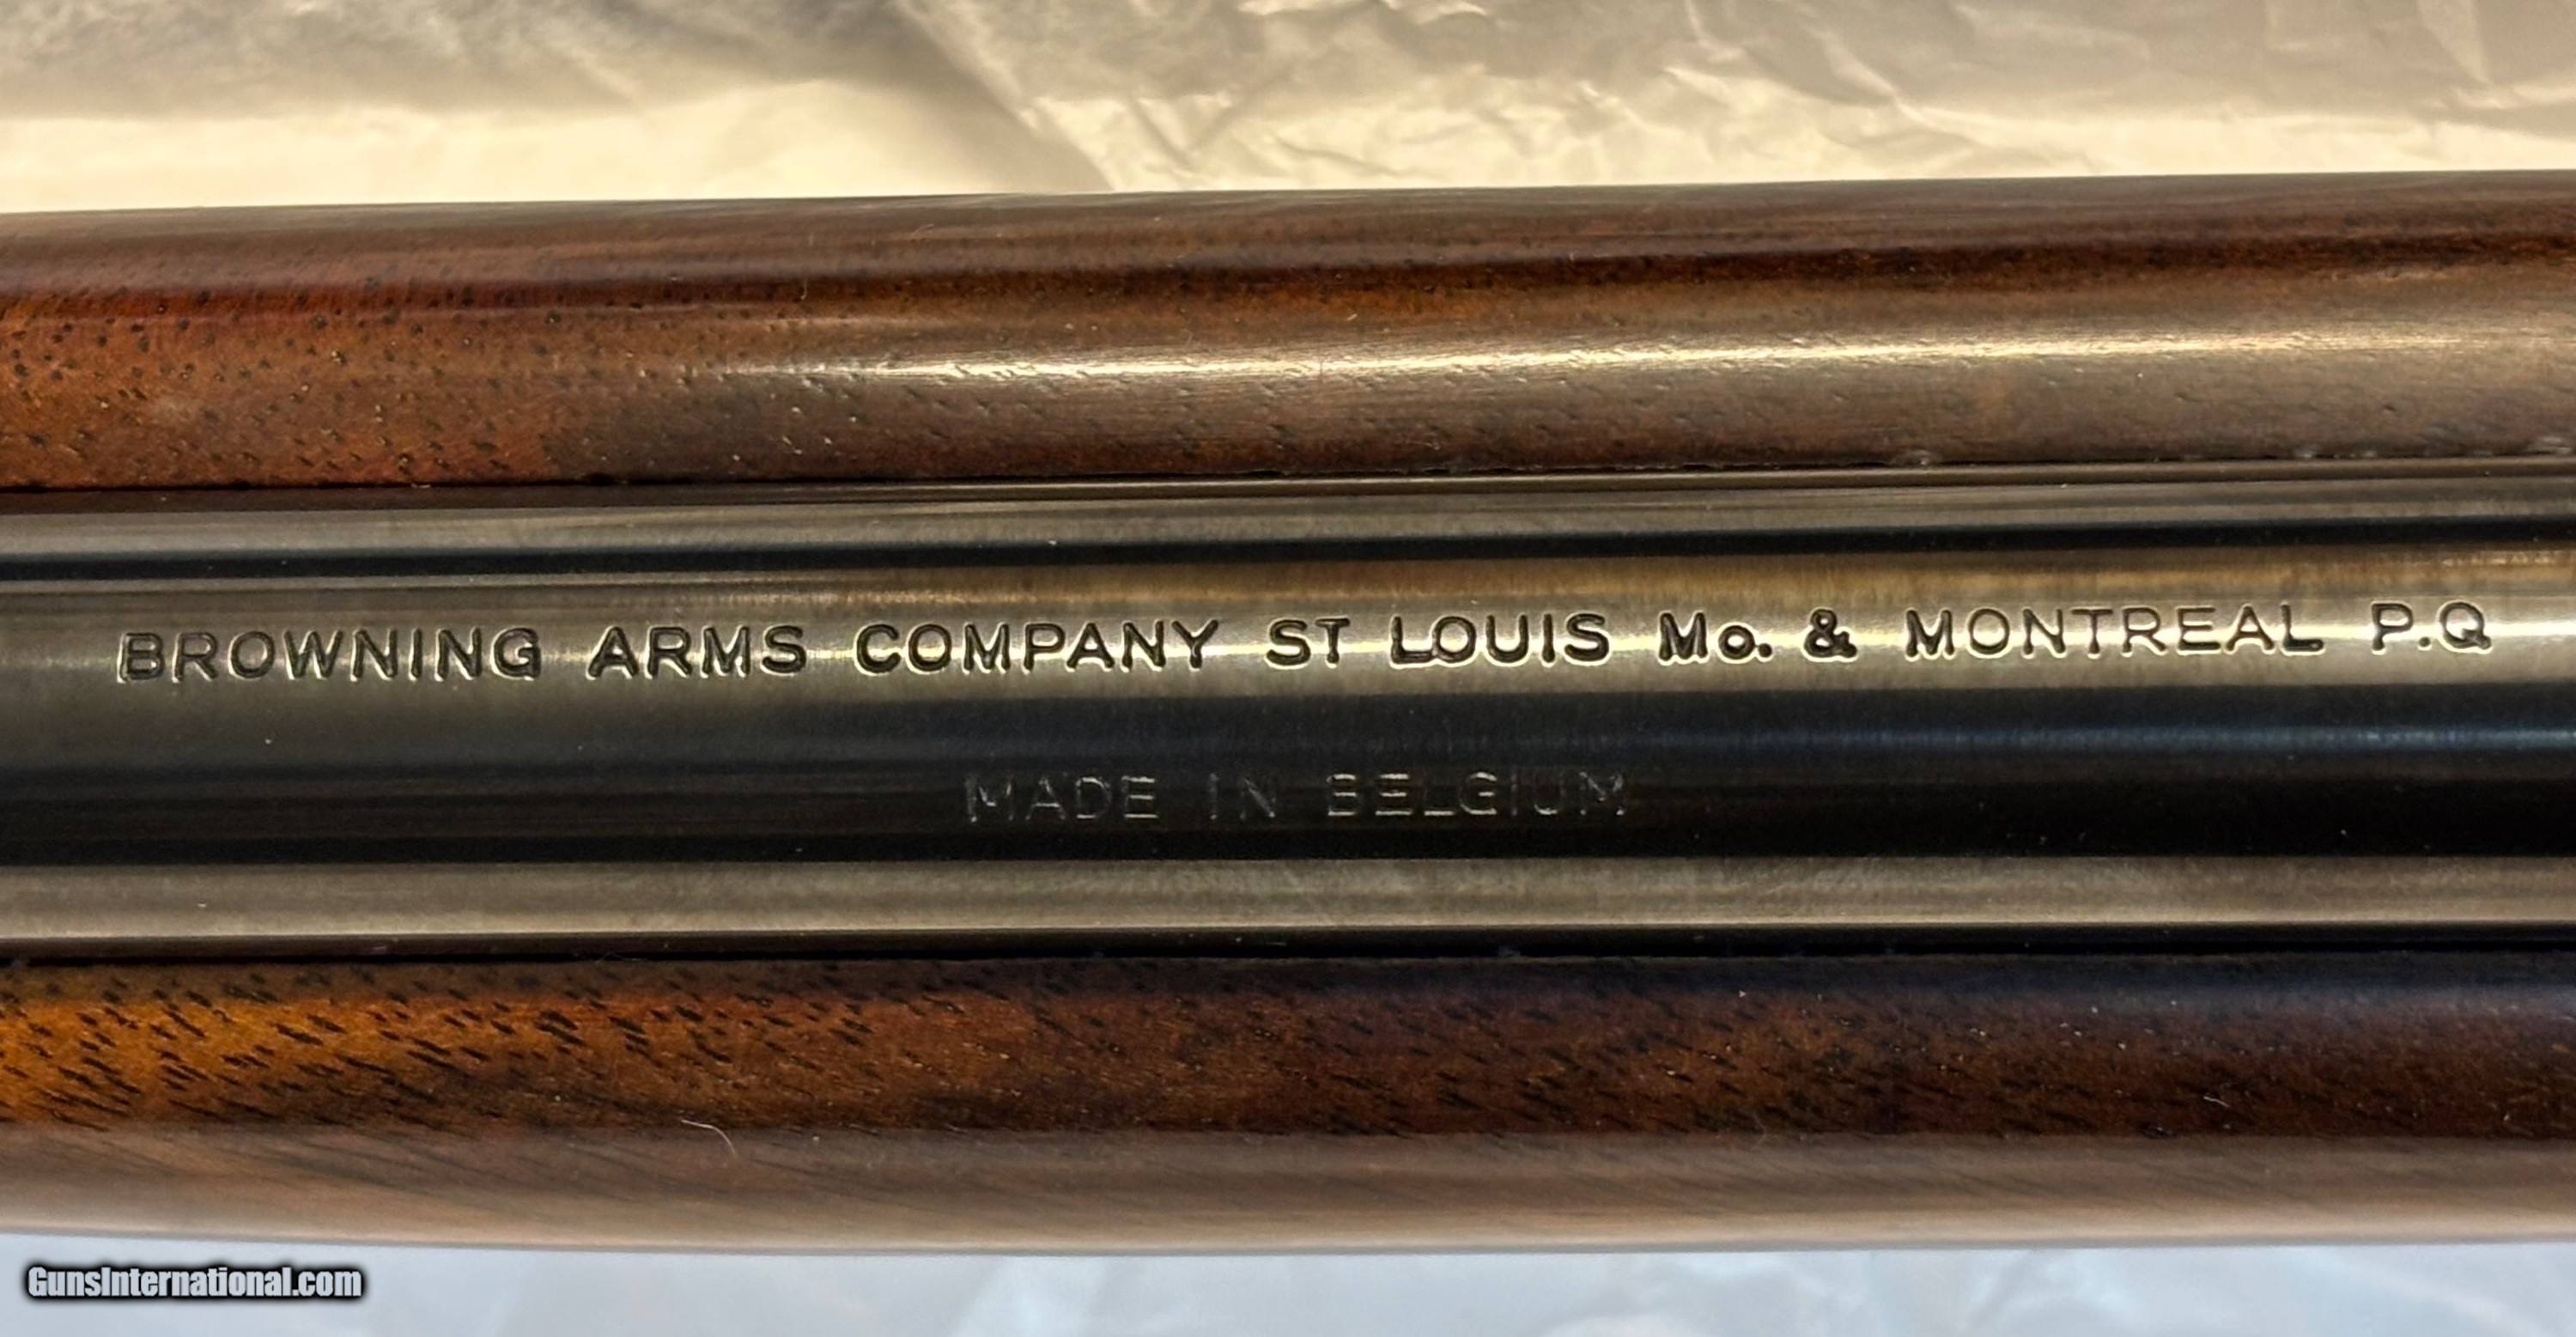 BROWNING ARMS COMPANY ST LOUIS Mo. & MONTREAL P.Q
MADE IN BELGIUM
GunsInternational.com